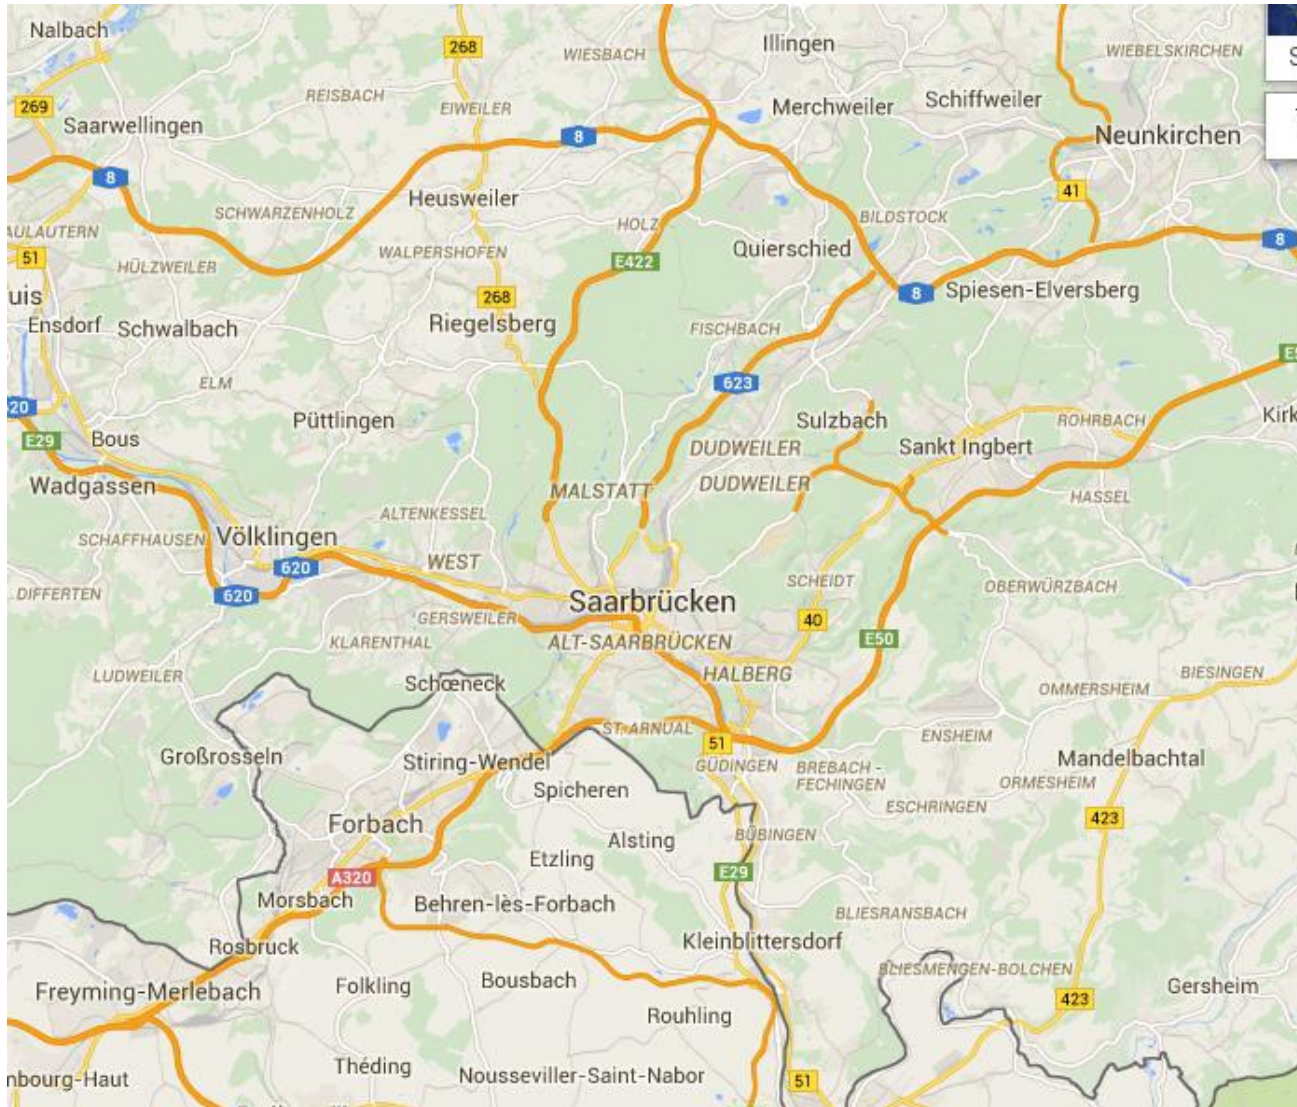 Nalbach
268
WIESBACH
Illingen
WIEBELSKIRCHEN
S
REISBACH
EIWEILER
Merchweiler
Schiffweiler
269
Saarwellingen
8
Neunkirchen
8
Heusweiler
41
SCHWARZENHOLZ
HOLZ
BILDSTOCK
AULAUTERN
WALPERSHOFEN
Quierschied
8
51
HÜLZWEILER
E422
uis
268
8
Spiesen-Elversberg
Ensdorf
Schwalbach
Riegelsberg
FISCHBACH
ELM
623
20
Püttlingen
Sulzbach
ROHRBACH
Kirk
E29
Bous
DUDWEILER
Sankt Ingbert
Wadgassen
MALSTATT
DUDWEILER
HASSEL
ALTENKESSEL
SCHAFFHAUSEN
Völklingen
WEST
620
SCHEIDT
OBERWÜRZBACH
DIFFERTEN
620
Saarbrücken
GERSWEILER
40
KLARENTHAL
ALT-SAARBRÜCKEN
E50
LUDWEILER
HALBERG
BIESINGEN
Schœneck
OMMERSHEIM
ST-ARNUAL
51
ENSHEIM
Großrosseln
Stiring-Wendel
GÜDINGEN
BREBACH -
FECHINGEN
Mandelbachtal
ORMESHEIM
Spicheren
ESCHRINGEN
Forbach
Alsting
BÜBINGEN
423
Etzling
A320
E29
Morsbach
Behren-lès-Forbach
BLIESRANSBACH
Rosbruck
Kleinblittersdorf
BLIESMENGEN-BOLCHEN
Freyming-Merlebach
Folkling
Bousbach
423
Gersheim
Rouhling
Théding
nbourg-Haut
Nousseviller-Saint-Nabor
51